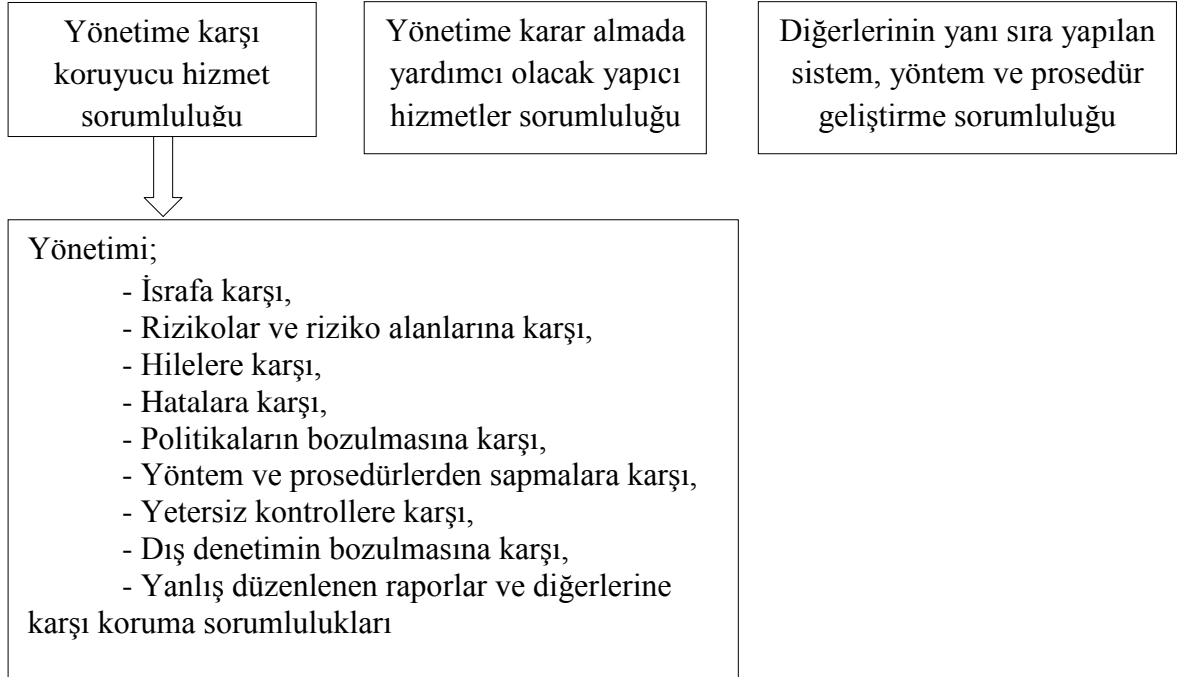 Yönetime karşı
koruyucu hizmet
sorumluluğu
Yönetime karar almada
yardımcı olacak yapıcı
hizmetler sorumluluğu
Diğerlerinin yanı sıra yapılan
sistem, yöntem ve prosedür
geliştirme sorumluluğu
Yönetimi;
- İsrafa karşı,
- Rizikolar ve riziko alanlarına karşı,
- Hilelere karşı,
- Hatalara karşı,
- Politikaların bozulmasına karşı,
- Yöntem ve prosedürlerden sapmalara karşı,
- Yetersiz kontrollere karşı,
- Dış denetimin bozulmasına karşı,
- Yanlış düzenlenen raporlar ve diğerlerine
karşı koruma sorumlulukları